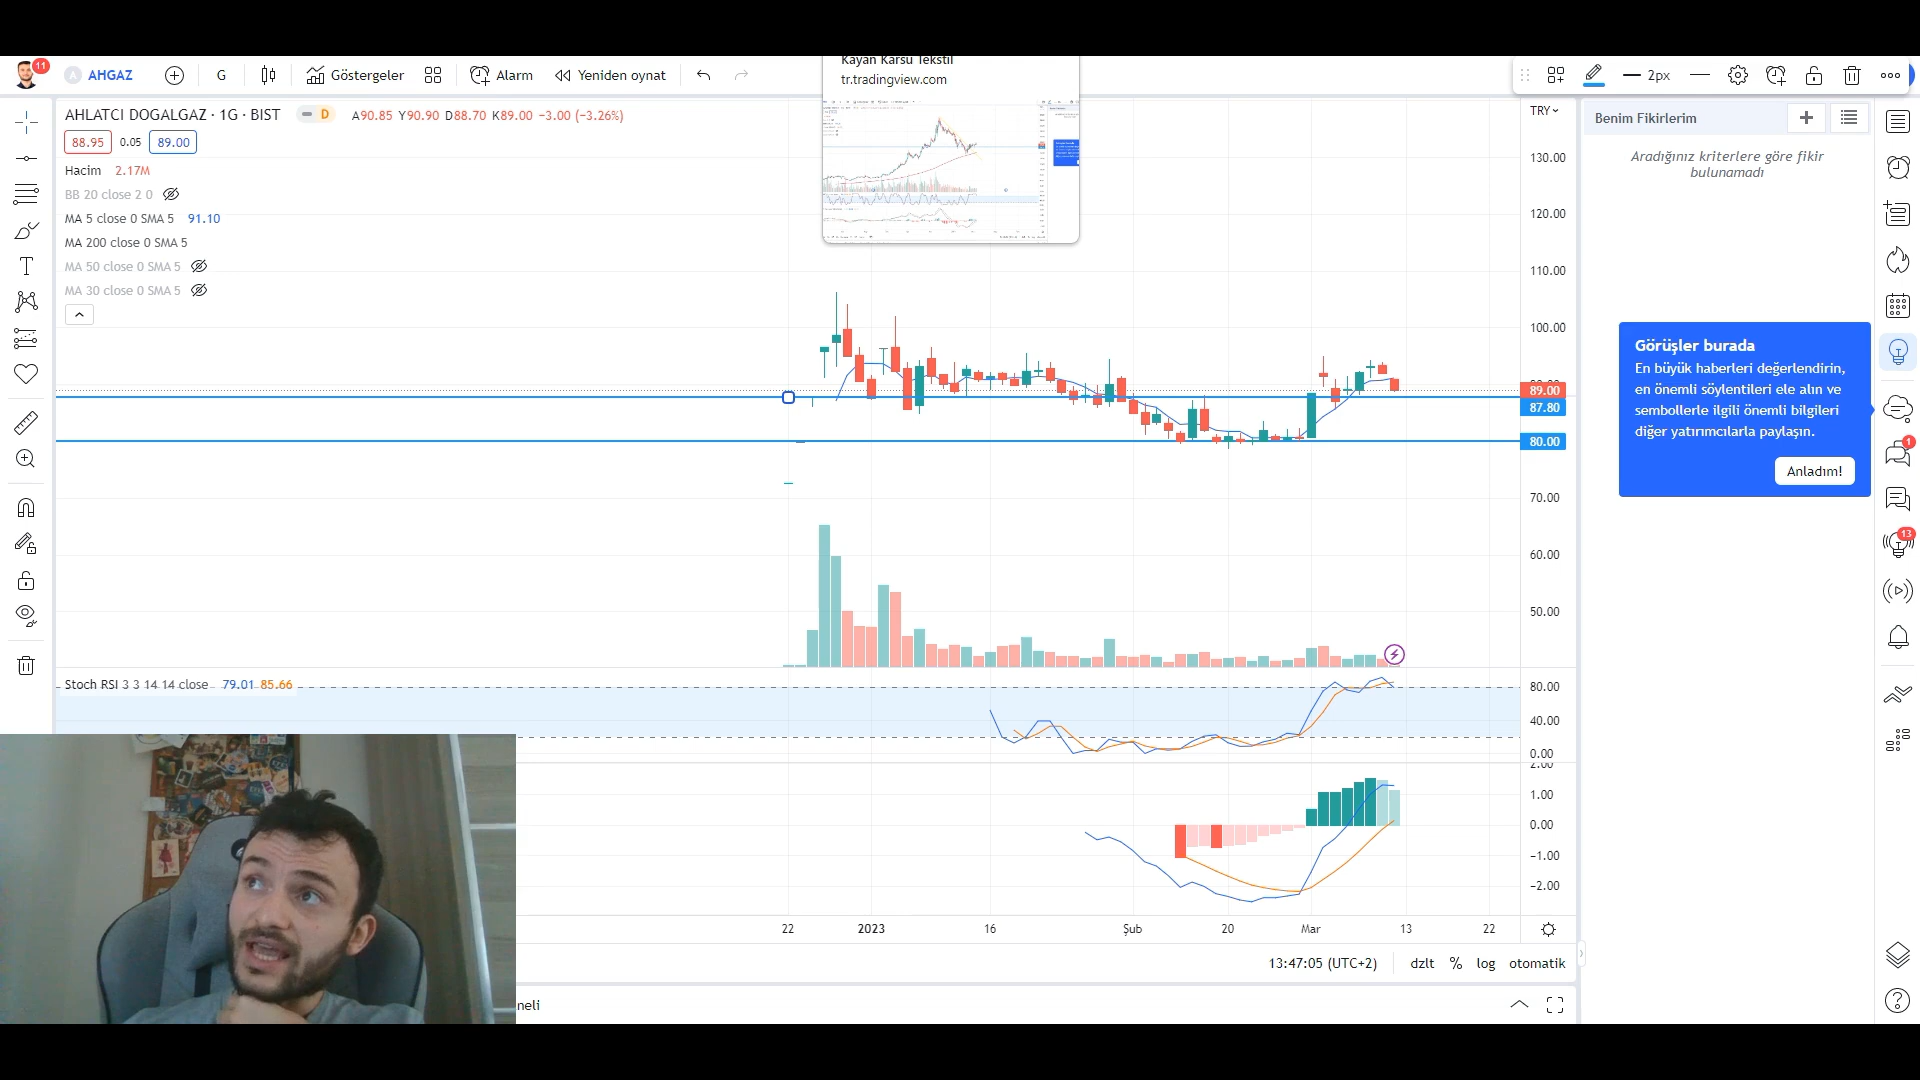 Kayan Karsu Tekstil
tr.tradingview.com
11
A AHGAZ
G
Göstergeler
Alarm
Yeniden oynat
2px
AHLATCI DOGALGAZ · 1G · BIST
D
A90.85 Y90.90 D88.70 K89.00 −3.00 (−3.26%)
88.95
0.05
89.00
Hacim 2.17M
BB 20 close 2 0
MA 5 close 0 SMA 5 91.10
MA 200 close 0 SMA 5
MA 50 close 0 SMA 5
MA 30 close 0 SMA 5
TRY
130.00
120.00
110.00
100.00
89.00
87.80
80.00
70.00
60.00
50.00
Stoch RSI 3 3 14 14 close 79.01 85.66
80.00
40.00
0.00
2.00
1.00
0.00
−1.00
−2.00
22
2023
16
Şub
20
Mar
13
22
13:47:05 (UTC+2)
dzlt
%
log
otomatik
neli
Benim Fikirlerim
Aradığınız kriterlere göre fikir
bulunamadı
Görüşler burada
En büyük haberleri değerlendirin,
en önemli söylentileri ele alın ve
sembollerle ilgili önemli bilgileri
diğer yatırımcılarla paylaşın.
Anladım!
1
13